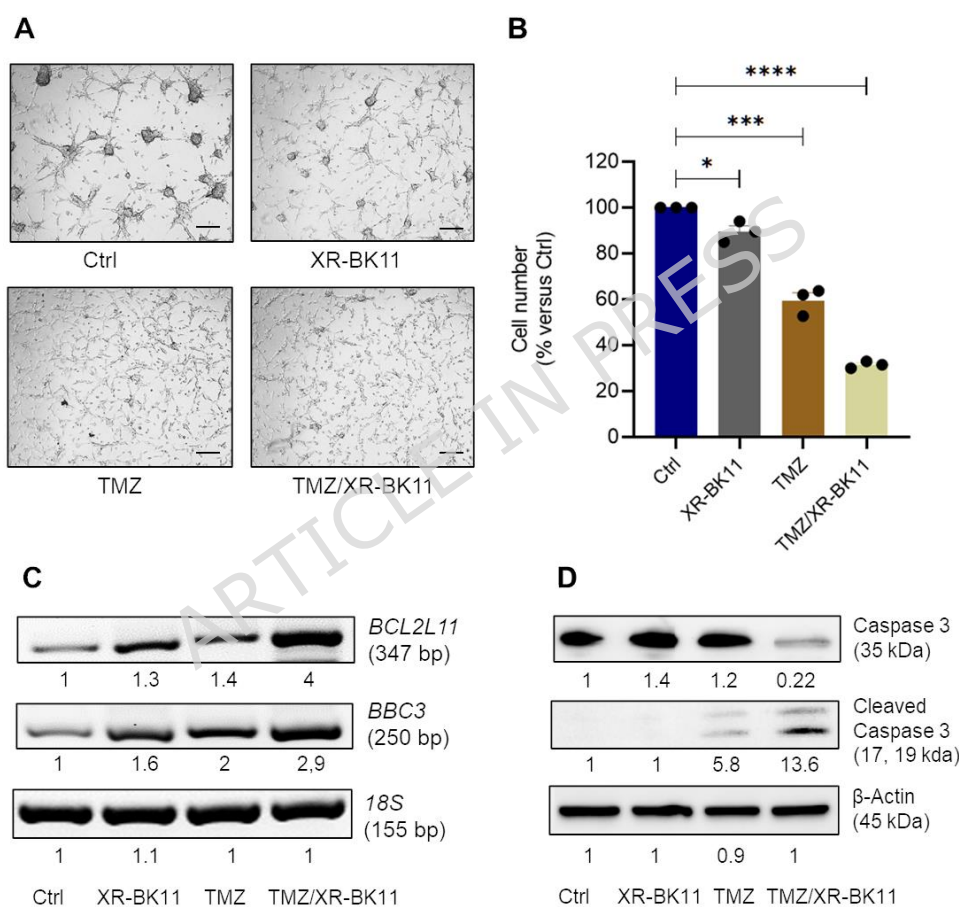 A
Ctrl
XR-BK11
TMZ
TMZ/XR-BK11
B
****
***
*
120
100
80
60
40
20
0
Cell number
(% versus Ctrl)
Ctrl
XR-BK11
TMZ
TMZ/XR-BK11
C
BCL2L11
(347 bp)
1 1.3 1.4 4
BBC3
(250 bp)
1 1.6 2 2,9
18S
(155 bp)
1 1.1 1 1
Ctrl XR-BK11 TMZ TMZ/XR-BK11
D
Caspase 3
(35 kDa)
1 1.4 1.2 0.22
Cleaved
Caspase 3
(17, 19 kda)
1 1 5.8 13.6
β-Actin
(45 kDa)
1 1 0.9 1
Ctrl XR-BK11 TMZ TMZ/XR-BK11
ARTICLE IN PRESS